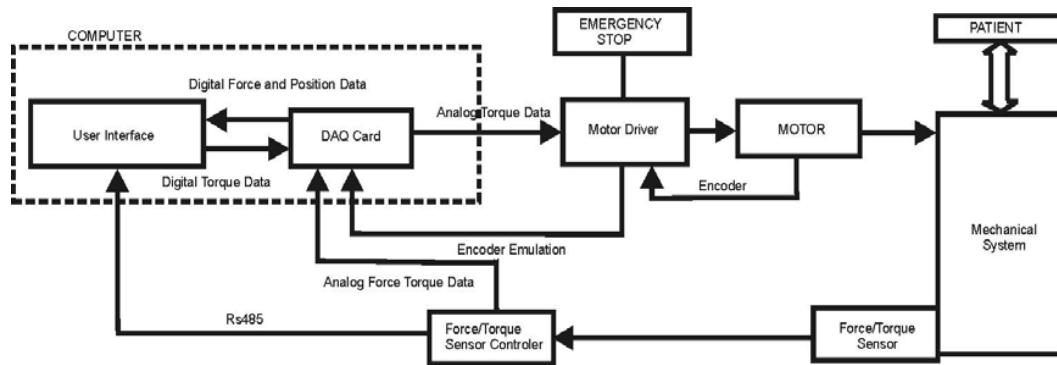 COMPUTER
EMERGENCY
STOP
PATIENT
Digital Force and Position Data
User Interface
DAQ Card
Analog Torque Data
Motor Driver
MOTOR
Digital Torque Data
Encoder
Encoder Emulation
Analog Force Torque Data
Mechanical
System
Rs485
Force/Torque
Sensor Controler
Force/Torque
Sensor